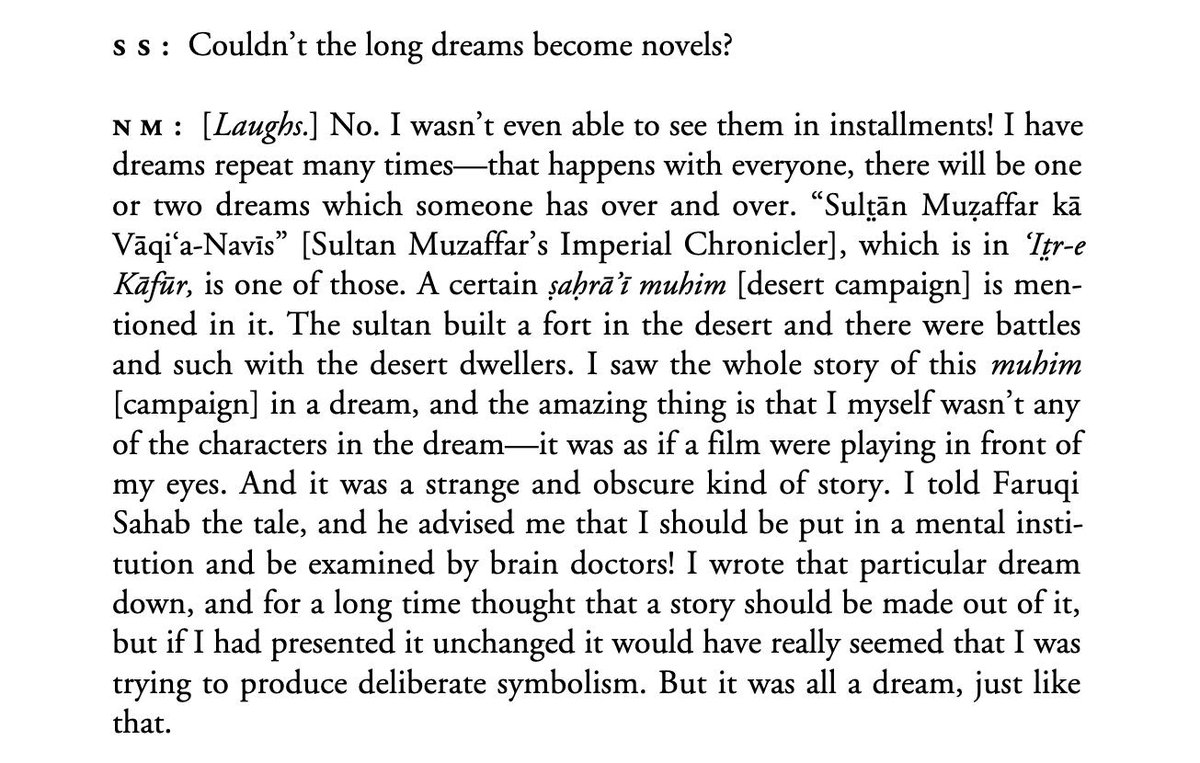 SS: Couldn’t the long dreams become novels?
NM: [Laughs.] No. I wasn’t even able to see them in installments! I have
dreams repeat many times—that happens with everyone, there will be one
or two dreams which someone has over and over. “Sult̤ān Muz̤affar kā
Vāqi‘a-Navīs” [Sultan Muzaffar’s Imperial Chronicler], which is in ‘It̤r-e
Kāfūr, is one of those. A certain ṣaḥrā’ī muhim [desert campaign] is men-
tioned in it. The sultan built a fort in the desert and there were battles
and such with the desert dwellers. I saw the whole story of this muhim
[campaign] in a dream, and the amazing thing is that I myself wasn’t any
of the characters in the dream—it was as if a film were playing in front of
my eyes. And it was a strange and obscure kind of story. I told Faruqi
Sahab the tale, and he advised me that I should be put in a mental insti-
tution and be examined by brain doctors! I wrote that particular dream
down, and for a long time thought that a story should be made out of it,
but if I had presented it unchanged it would have really seemed that I was
trying to produce deliberate symbolism. But it was all a dream, just like
that.